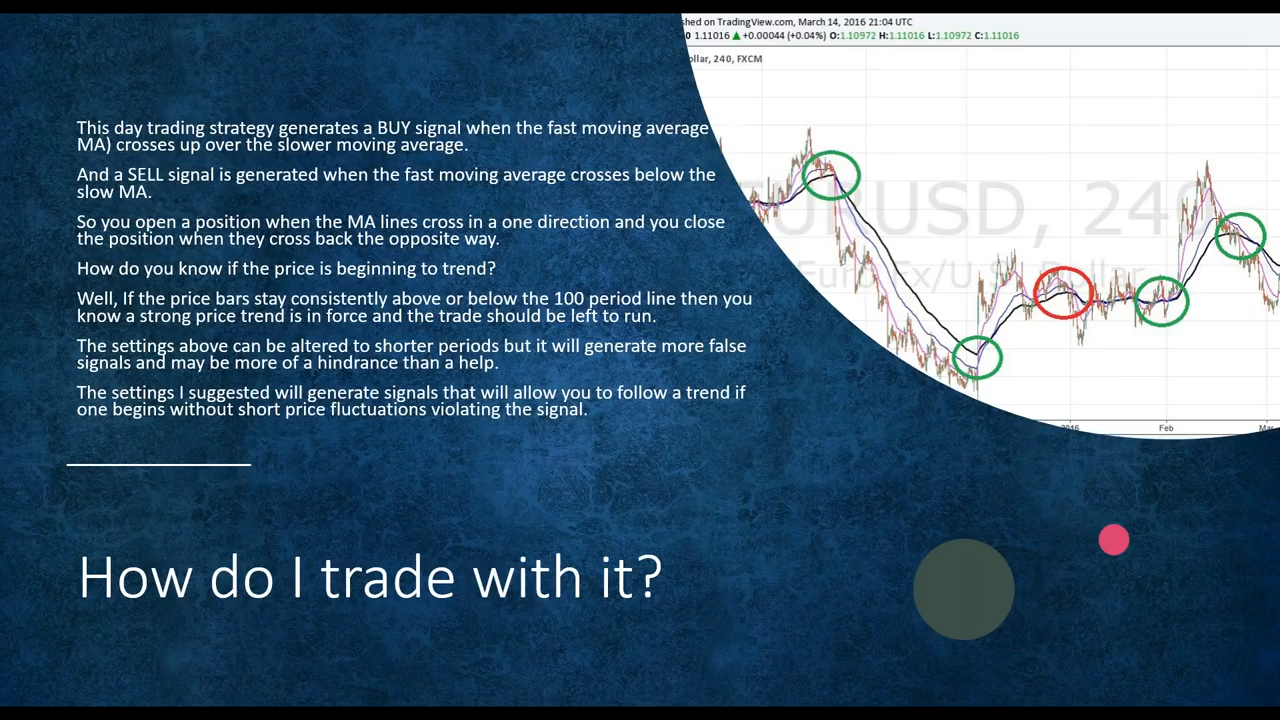 shed on TradingView.com, March 14, 2016 21:04 UTC
0 1.11016 ▲ +0.00044 (+0.04%) O:1.10972 H:1.11016 L:1.10972 C:1.11016
ollar, 240, FXCM
This day trading strategy generates a BUY signal when the fast moving average
MA) crosses up over the slower moving average.
And a SELL signal is generated when the fast moving average crosses below the
slow MA.
So you open a position when the MA lines cross in a one direction and you close
the position when they cross back the opposite way.
How do you know if the price is beginning to trend?
Well, If the price bars stay consistently above or below the 100 period line then you
know a strong price trend is in force and the trade should be left to run.
The settings above can be altered to shorter periods but it will generate more false
signals and may be more of a hindrance than a help.
The settings I suggested will generate signals that will allow you to follow a trend if
one begins without short price fluctuations violating the signal.
URUSD, 240
Euro Fx/U.S. Dollar
2016 Feb Mar
How do I trade with it?